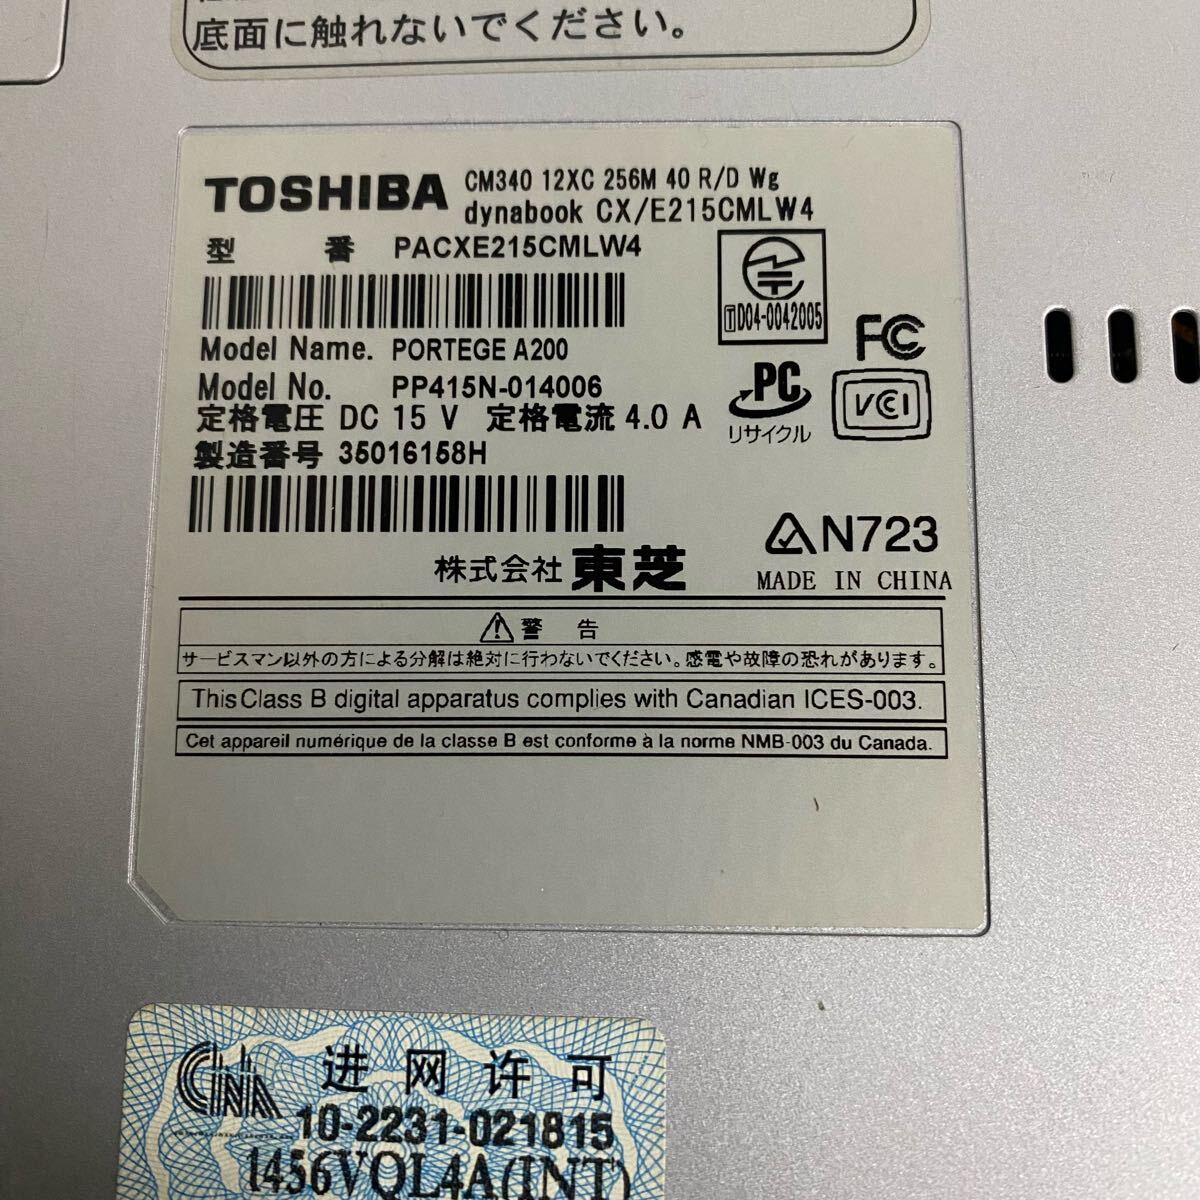 底面に触れないでください。
TOSHIBA CM340 12XC 256M 40 R/D Wg
dynabook CX/E215CMLW4
型 番 PACXE215CMLW4
TD04-0042005
Model Name. PORTEGE A200
FC
Model No. PP415N-014006
PC
VCI
定格電圧 DC 15 V 定格電流 4.0 A
リサイクル
製造番号 35016158H
N723
株式会社 東芝
MADE IN CHINA
警 告
サービスマン以外の方による分解は絶対に行わないでください。感電や故障の恐れがあります。
This Class B digital apparatus complies with Canadian ICES-003.
Cet appareil numérique de la classe B est conforme à la norme NMB-003 du Canada.
进 网 许 可
10-2231-021815
1456VQL4A(INT)